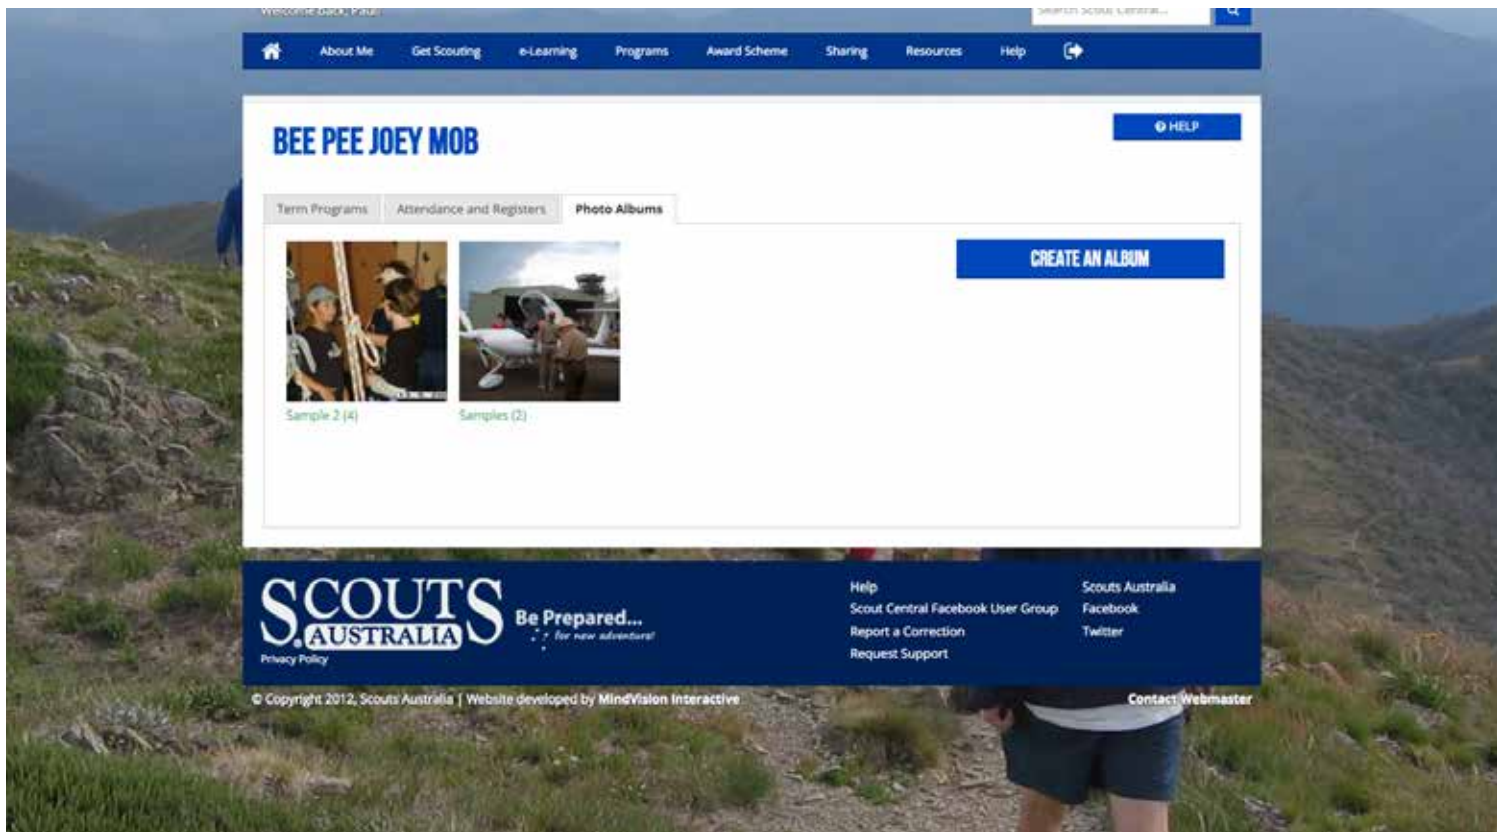 Welcome back, Paul!
Search Scout Central...
About Me Get Scouting e-Learning Programs Award Scheme Sharing Resources Help
BEE PEE JOEY MOB
HELP
Term Programs Attendance and Registers Photo Albums
CREATE AN ALBUM
Sample 2 (4) Samples (2)
SCOUTS
AUSTRALIA
Be Prepared...
for new adventure!
Privacy Policy
Help
Scout Central Facebook User Group
Report a Correction
Request Support
Scouts Australia
Facebook
Twitter
© Copyright 2012, Scouts Australia | Website developed by MindVision Interactive
Contact Webmaster